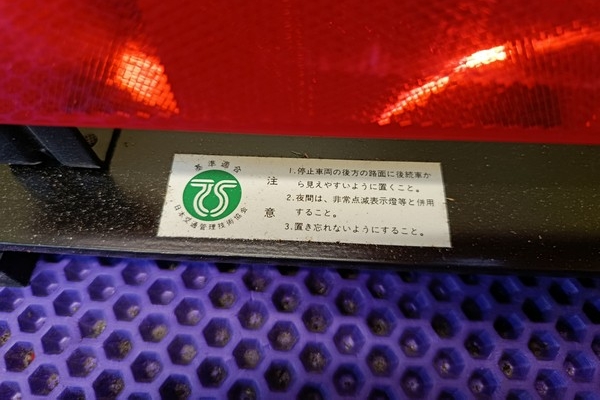 基準適合
日本交通管理技術協会
注意
1.停止車両の後方の路面に後続車か
ら見えやすいように置くこと。
2.夜間は、非常点滅表示燈等と併用
すること。
3.置き忘れないようにすること。